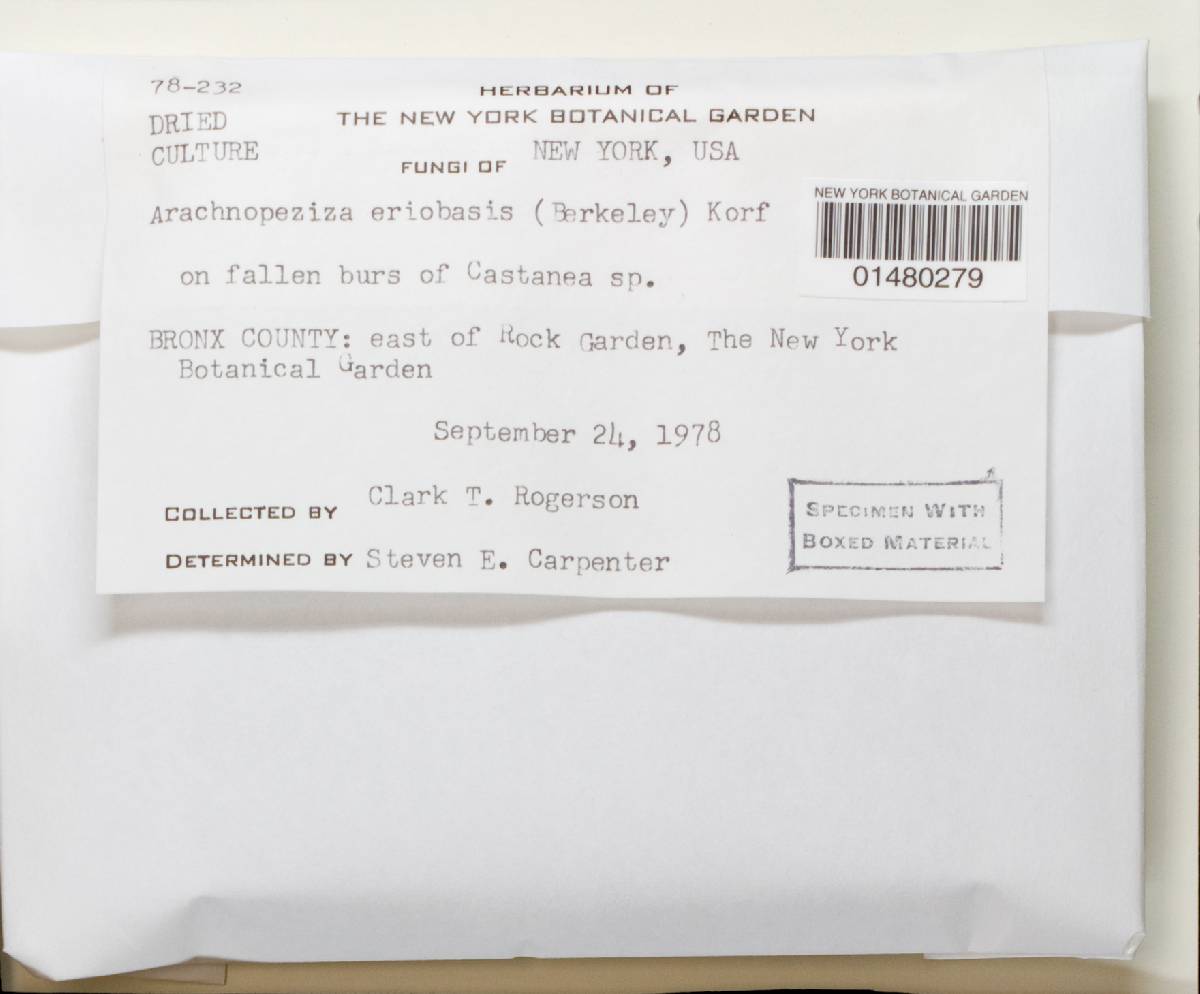 78-232
HERBARIUM OF
DRIED
THE NEW YORK BOTANICAL GARDEN
CULTURE
FUNGI OF NEW YORK, USA
Arachnopeziza eriobasis (Berkeley) Korf
NEW YORK BOTANICAL GARDEN
01480279
on fallen burs of Castanea sp.
BRONX COUNTY: east of Rock Garden, The New York
Botanical Garden
September 24, 1978
COLLECTED BY Clark T. Rogerson
DETERMINED BY Steven E. Carpenter
SPECIMEN WITH
BOXED MATERIAL